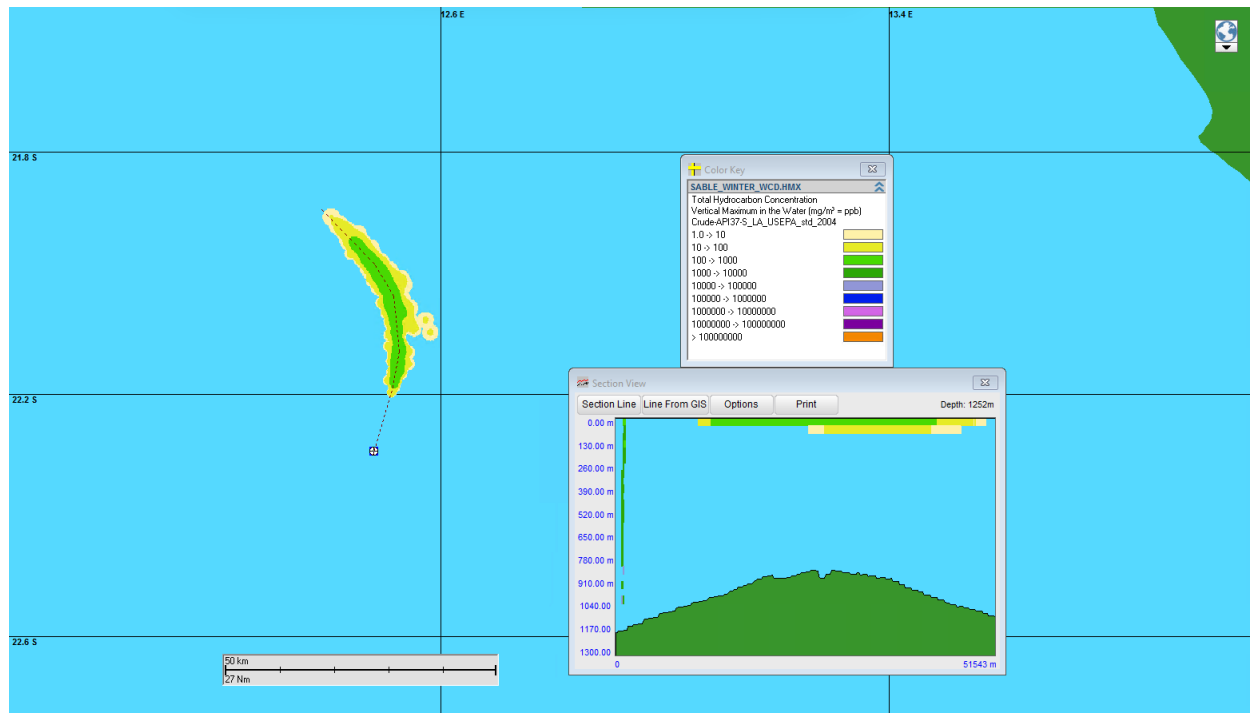 12.6 E
13.4 E
21.8 S
22.2 S
22.6 S
50 km
27 Nm
Color Key
SABLE_WINTER_WCD.HMX
Total Hydrocarbon Concentration
Vertical Maximum in the Water (mg/m³ = ppb)
Crude-API37-S_LA_USEPA_std_2004
1.0 -> 10
10 -> 100
100 -> 1000
1000 -> 10000
10000 -> 100000
100000 -> 1000000
1000000 -> 10000000
10000000 -> 100000000
> 100000000
Section View
Section Line Line From GIS Options Print Depth: 1252m
0.00 m
130.00 m
260.00 m
390.00 m
520.00 m
650.00 m
780.00 m
910.00 m
1040.00
1170.00
1300.00
0 51543 m